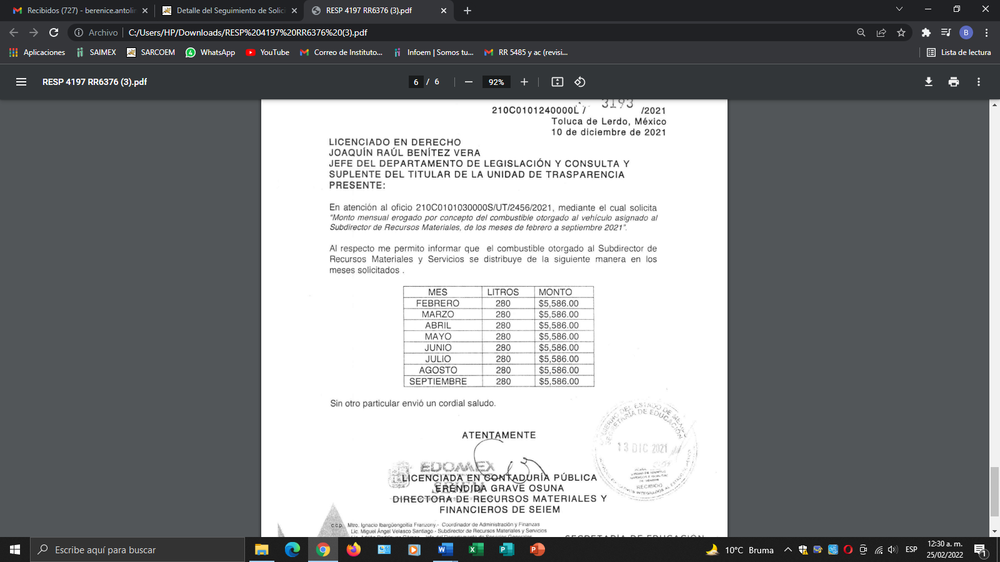 Recibidos (727) - berenice.antolin
Detalle del Seguimiento de Solici
RESP 4197 RR6376 (3).pdf
Archivo
C:/Users/HP/Downloads/RESP%204197%20RR6376%20(3).pdf
B
Aplicaciones
SAIMEX
SARCOEM
WhatsApp
YouTube
Correo de Instituto...
Infoem | Somos tu...
RR 5485 y ac (revisi...
Lista de lectura
RESP 4197 RR6376 (3).pdf
6 / 6
92%
210C0101240000L / 3193 /2021
Toluca de Lerdo, México
10 de diciembre de 2021
LICENCIADO EN DERECHO
JOAQUÍN RAÚL BENÍTEZ VERA
JEFE DEL DEPARTAMENTO DE LEGISLACIÓN Y CONSULTA Y
SUPLENTE DEL TITULAR DE LA UNIDAD DE TRASPARENCIA
PRESENTE:
En atención al oficio 210C0101030000S/UT/2456/2021, mediante el cual solicita
"Monto mensual erogado por concepto del combustible otorgado al vehículo asignado al
Subdirector de Recursos Materiales, de los meses de febrero a septiembre 2021".
Al respecto me permito informar que el combustible otorgado al Subdirector de
Recursos Materiales y Servicios se distribuye de la siguiente manera en los
meses solicitados .
MES LITROS MONTO
FEBRERO 280 $5,586.00
MARZO 280 $5,586.00
ABRIL 280 $5,586.00
MAYO 280 $5,586.00
JUNIO 280 $5,586.00
JULIO 280 $5,586.00
AGOSTO 280 $5,586.00
SEPTIEMBRE 280 $5,586.00
Sin otro particular envió un cordial saludo.
ATENTAMENTE
GOBIERNO DEL ESTADO DE MÉXICO
SECRETARÍA DE EDUCACIÓN
13 DIC 2021
RECIBIDO
EDOMEX
SEIEM
LICENCIADA EN CONTADURÍA PÚBLICA
ERÉNDIDA GRAVE OSUNA
DIRECTORA DE RECURSOS MATERIALES Y
FINANCIEROS DE SEIEM
c.c.p. Mtro. Ignacio Ibargüengoitia Franzony.- Coordinador de Administración y Finanzas
Lic. Miguel Ángel Velasco Santiago - Subdirector de Recursos Materiales y Servicios
SECRETARÍA DE EDUCACIÓN
Escribe aquí para buscar
10°C Bruma
ESP
12:30 a. m.
25/02/2022
1